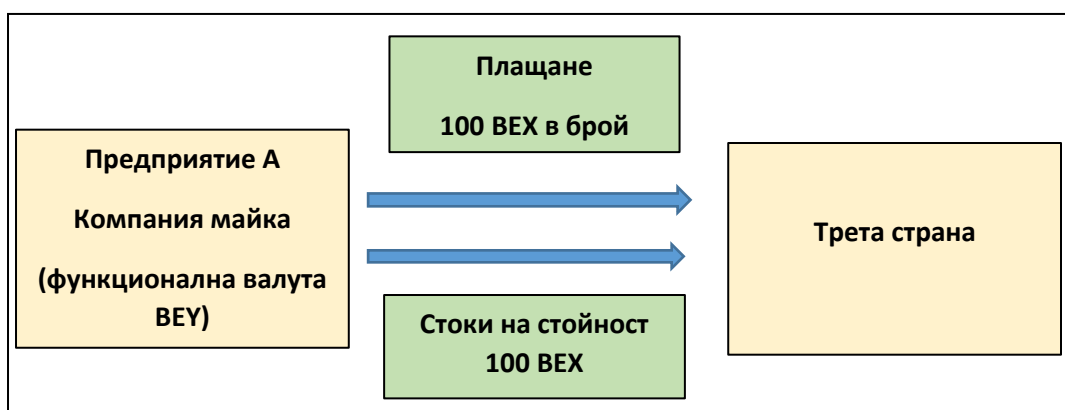 Плащане
100 BEX в брой
Предприятие А
Компания майка
(функционална валута
BEY)
Трета страна
Стоки на стойност
100 BEX